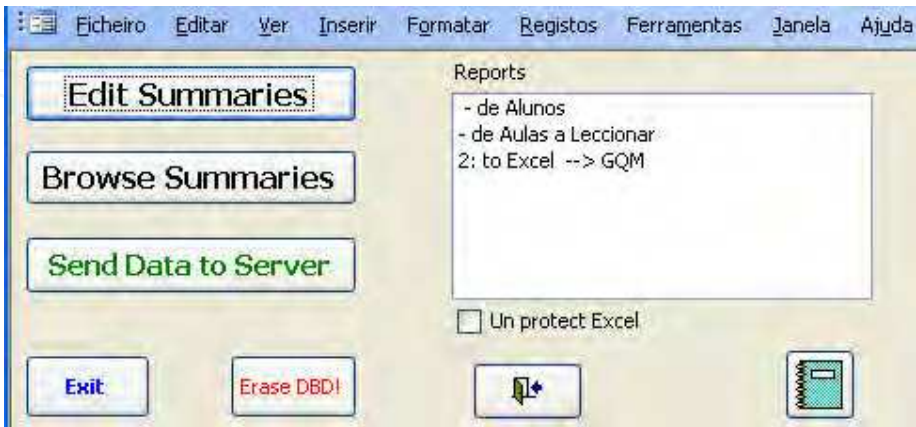 Ficheiro Editar Ver Inserir Formatar Registos Ferramentas Janela Ajuda
Edit Summaries
Browse Summaries
Send Data to Server
Exit
Erase DBD!
Reports
- de Alunos
- de Aulas a Leccionar
2: to Excel --> GQM
Un protect Excel